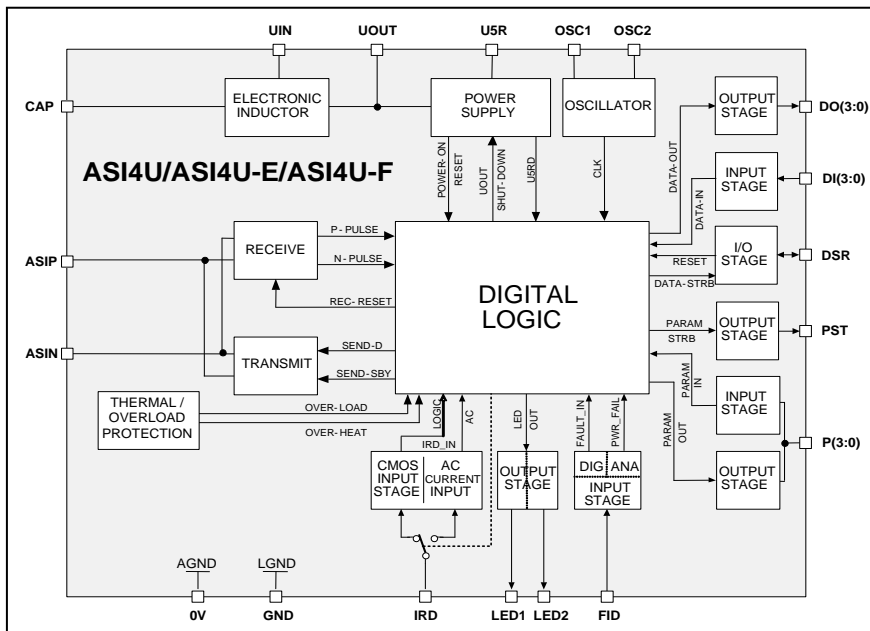 UIN UOUT U5R OSC1 OSC2
CAP
ELECTRONIC
INDUCTOR
POWER
SUPPLY
OSCILLATOR
OUTPUT
STAGE
DO(3:0)
ASI4U/ASI4U-E/ASI4U-F
POWER- ON
RESET
UOUT
SHUT- DOWN
U5RD
CLK
DATA-OUT
DATA-IN
INPUT
STAGE
DI(3:0)
ASIP
RECEIVE
P - PULSE
N - PULSE
REC- RESET
DIGITAL
LOGIC
RESET
DATA-STRB
I/O
STAGE
DSR
ASIN
TRANSMIT
SEND-D
SEND-SBY
PARAM
STRB
OUTPUT
STAGE
PST
THERMAL /
OVERLOAD
PROTECTION
OVER-LOAD
OVER-HEAT
LOGIC
IRD_IN
AC
LED
OUT
FAULT_IN
PWR_FAIL
PARAM
IN
PARAM
OUT
INPUT
STAGE
P(3:0)
OUTPUT
STAGE
CMOS
INPUT
STAGE
AC
CURRENT
INPUT
OUTPUT
STAGE
DIG ANA
INPUT
STAGE
AGND LGND
0V GND IRD LED1 LED2 FID